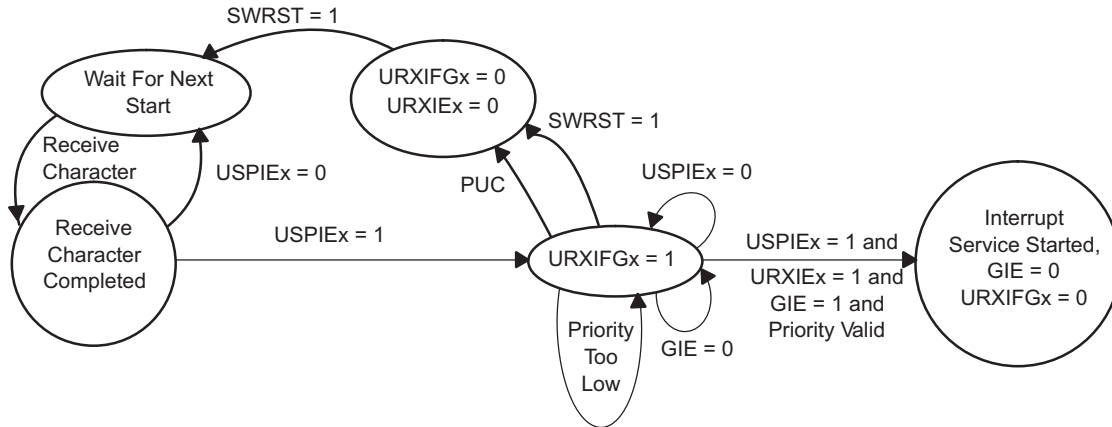 SWRST = 1
Wait For Next
Start
URXIFGx = 0
URXIEx = 0
SWRST = 1
Receive
Character
USPIEx = 0
PUC
USPIEx = 0
Receive
Character
Completed
USPIEx = 1
URXIFGx = 1
USPIEx = 1 and
URXIEx = 1 and
GIE = 1 and
Priority Valid
Interrupt
Service Started,
GIE = 0
URXIFGx = 0
Priority
Too
Low
GIE = 0